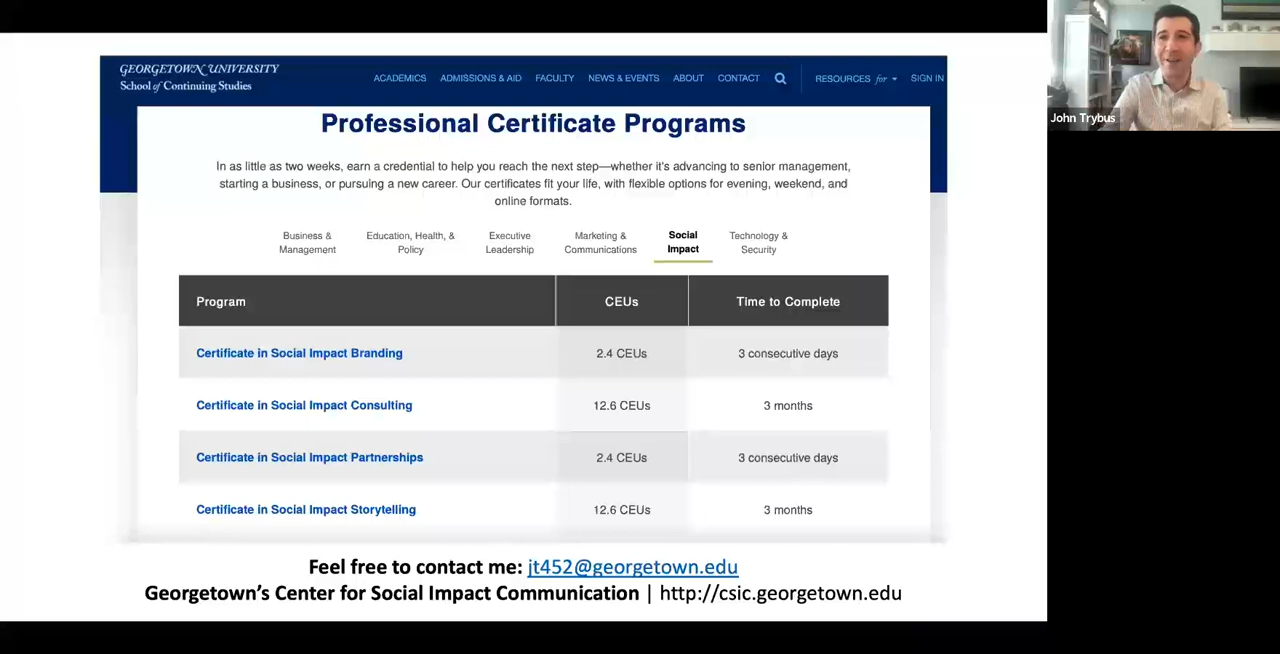 GEORGETOWN UNIVERSITY
School of Continuing Studies
ACADEMICS ADMISSIONS & AID FACULTY NEWS & EVENTS ABOUT CONTACT RESOURCES for SIGN IN
Professional Certificate Programs
In as little as two weeks, earn a credential to help you reach the next step—whether it's advancing to senior management,
starting a business, or pursuing a new career. Our certificates fit your life, with flexible options for evening, weekend, and
online formats.
Business & Management
Education, Health, & Policy
Executive Leadership
Marketing & Communications
Social Impact
Technology & Security
Program CEUs Time to Complete
Certificate in Social Impact Branding 2.4 CEUs 3 consecutive days
Certificate in Social Impact Consulting 12.6 CEUs 3 months
Certificate in Social Impact Partnerships 2.4 CEUs 3 consecutive days
Certificate in Social Impact Storytelling 12.6 CEUs 3 months
Feel free to contact me: jt452@georgetown.edu
Georgetown's Center for Social Impact Communication | http://csic.georgetown.edu
John Trybus